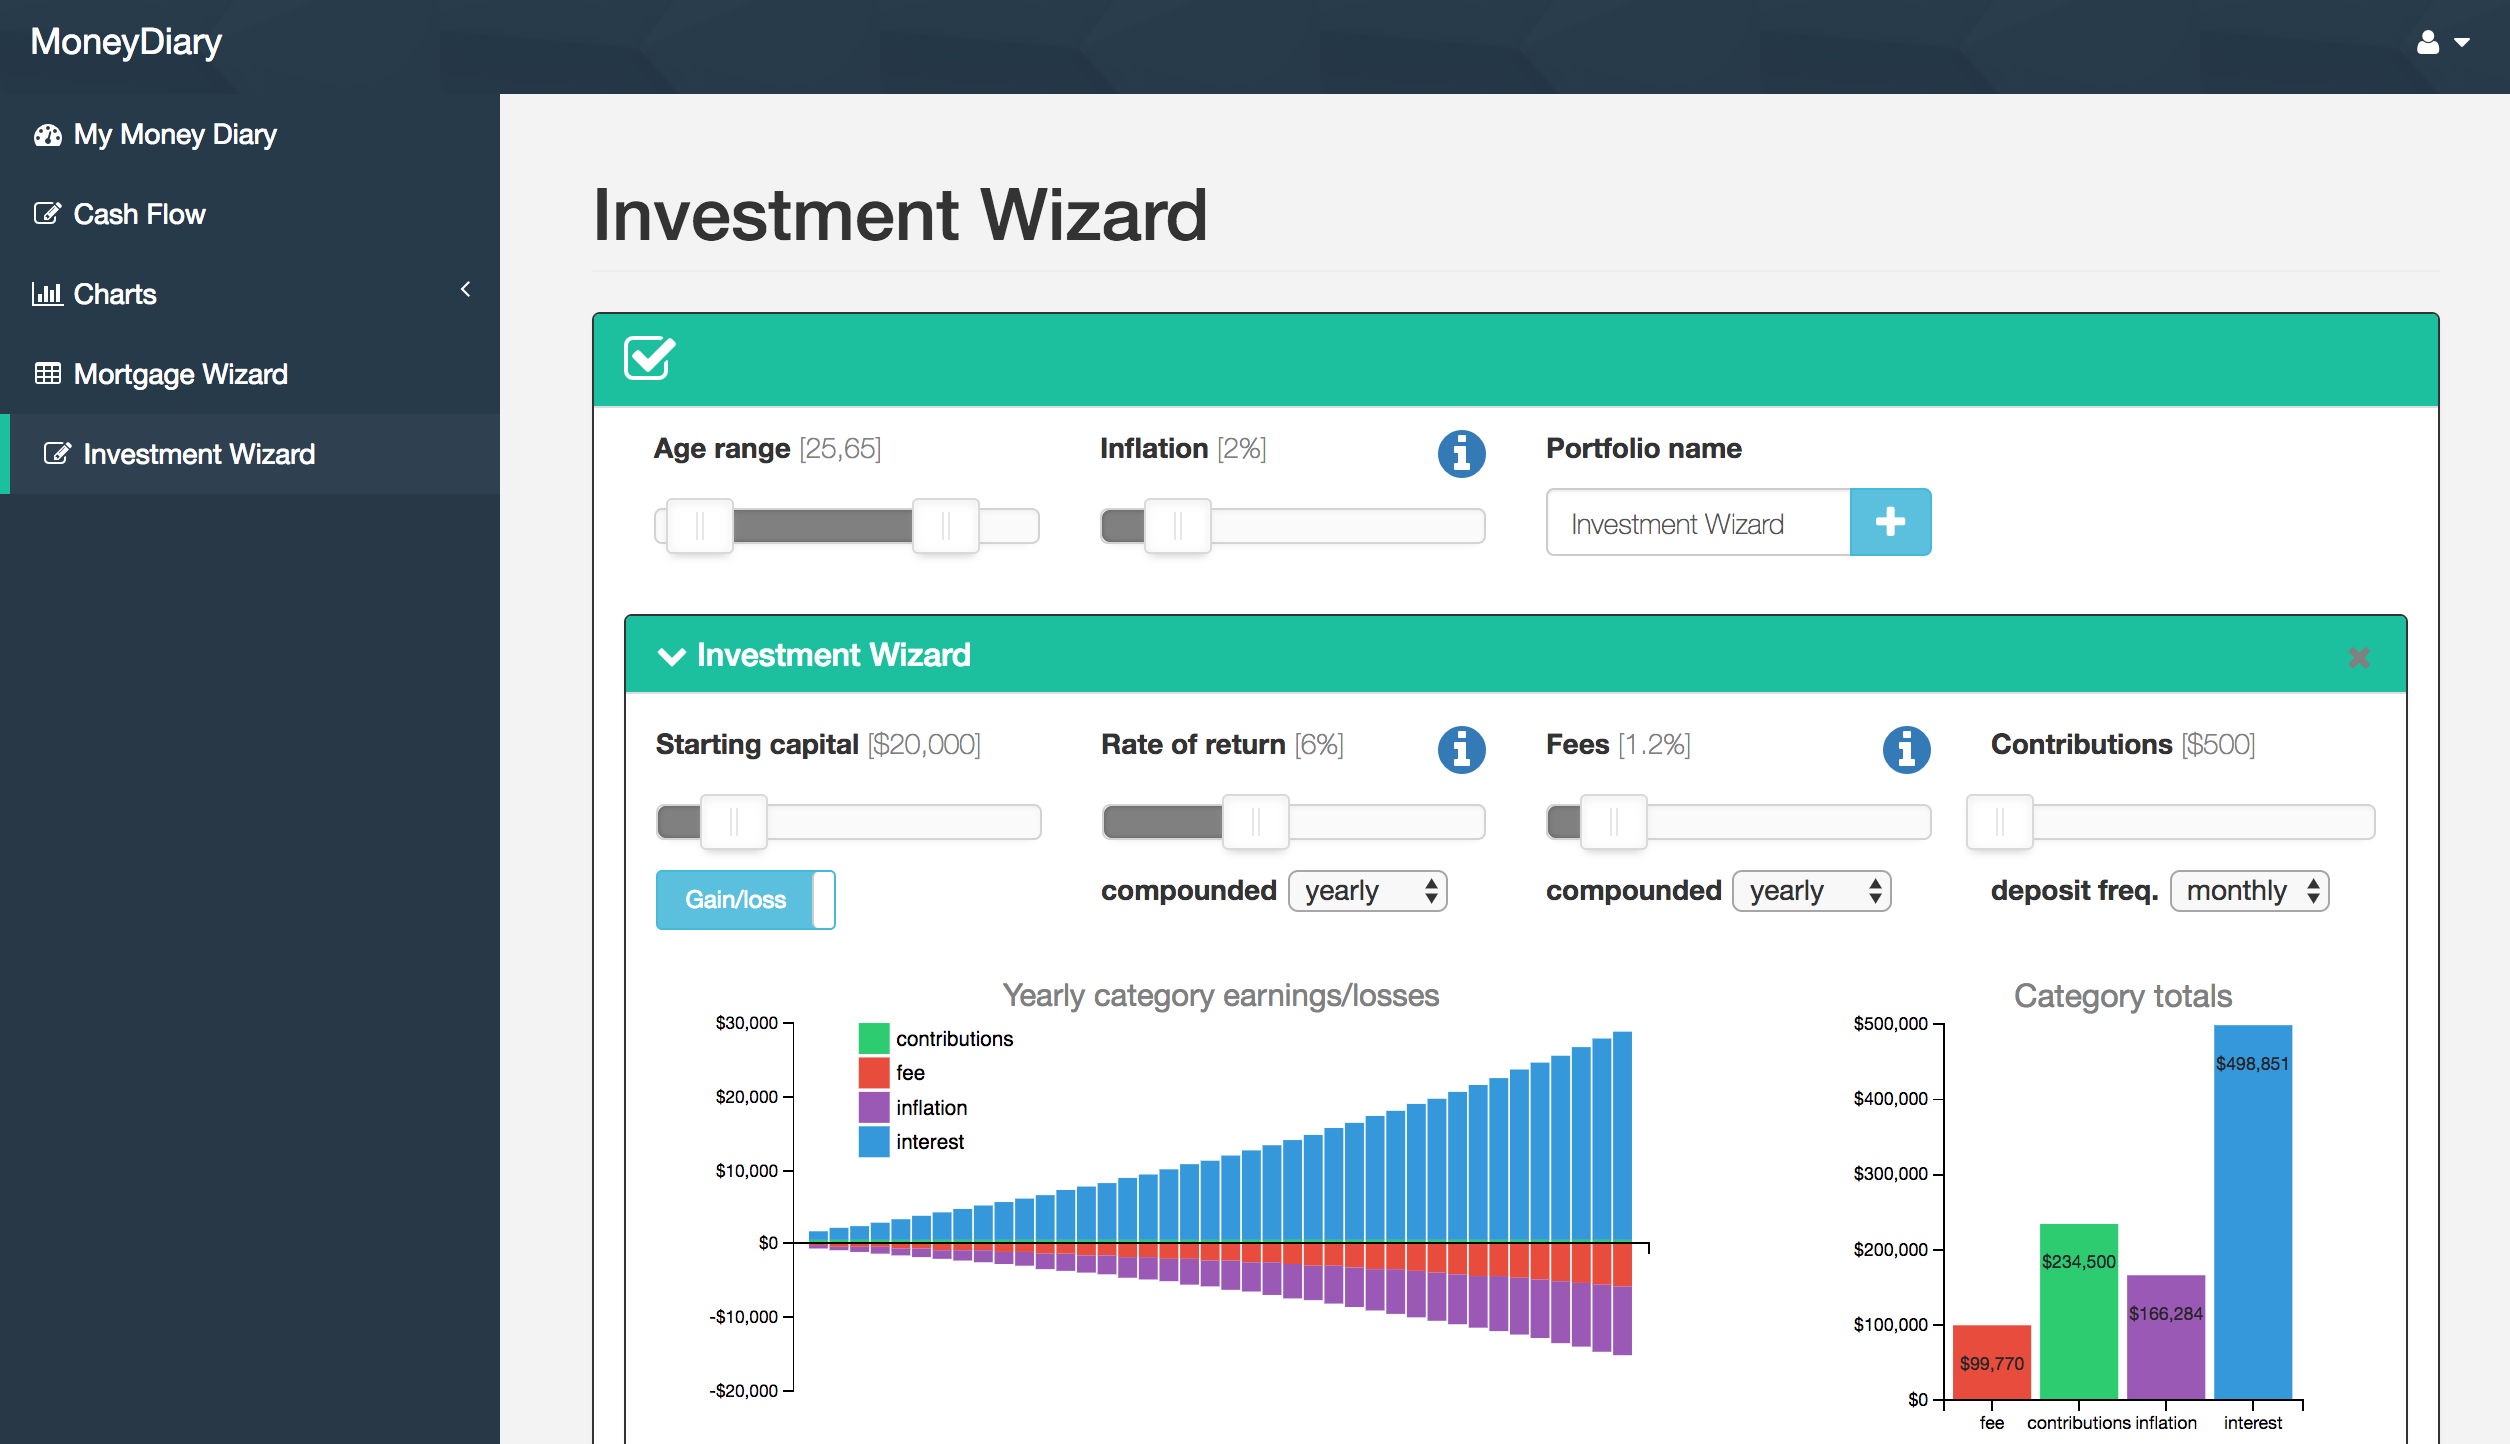 MoneyDiary
My Money Diary
Cash Flow
Charts
Mortgage Wizard
Investment Wizard
Investment Wizard
Age range [25,65]
Inflation [2%]
Portfolio name
Investment Wizard
Investment Wizard
Starting capital [$20,000]
Rate of return [6%]
Fees [1.2%]
Contributions [$500]
Gain/loss
compounded yearly
compounded yearly
deposit freq. monthly
Yearly category earnings/losses
$30,000
$20,000
$10,000
$0
-$10,000
-$20,000
contributions
fee
inflation
interest
Category totals
$500,000
$400,000
$300,000
$200,000
$100,000
$0
$99,770
$234,500
$166,284
$498,851
fee contributions inflation interest